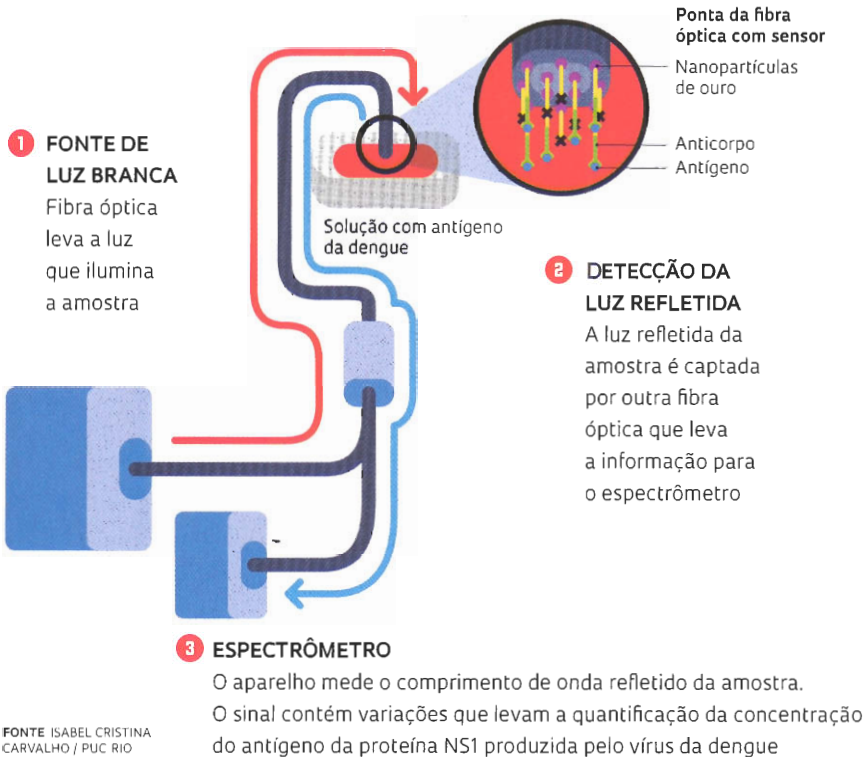 Ponta da fibra
óptica com sensor
Nanopartículas
de ouro
Anticorpo
Antígeno
1 FONTE DE
LUZ BRANCA
Fibra óptica
leva a luz
que ilumina
a amostra
Solução com antígeno
da dengue
2 DETECÇÃO DA
LUZ REFLETIDA
A luz refletida da
amostra é captada
por outra fibra
óptica que leva
a informação para
o espectrômetro
3 ESPECTRÔMETRO
O aparelho mede o comprimento de onda refletido da amostra.
O sinal contém variações que levam a quantificação da concentração
do antígeno da proteína NS1 produzida pelo vírus da dengue
FONTE ISABEL CRISTINA
CARVALHO / PUC RIO